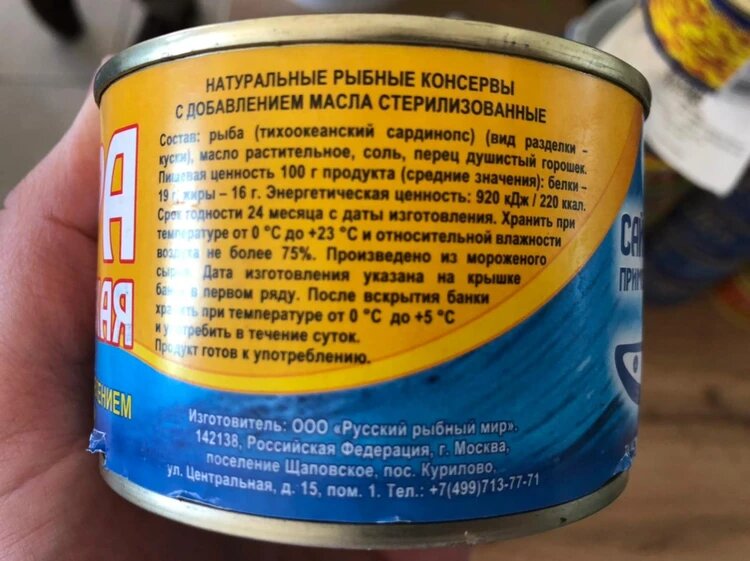 НАТУРАЛЬНЫЕ РЫБНЫЕ КОНСЕРВЫ
С ДОБАВЛЕНИЕМ МАСЛА СТЕРИЛИЗОВАННЫЕ
Состав: рыба (тихоокеанский сардинопс) (вид разделки -
куски), масло растительное, соль, перец душистый горошек.
Пищевая ценность 100 г продукта (средние значения): белки –
19 г, жиры – 16 г. Энергетическая ценность: 920 кДж / 220 ккал.
Срок годности 24 месяца с даты изготовления. Хранить при
температуре от 0 °С до +23 °С и относительной влажности
воздуха не более 75%. Произведено из мороженого
сырья. Дата изготовления указана на крышке
банки в первом ряду. После вскрытия банки
хранить при температуре от 0 °С до +5 °С
и употребить в течение суток.
Продукт готов к употреблению.
РА
НАЯ
ЛЕНИЕМ
Изготовитель: ООО «Русский рыбный мир».
142138, Российская Федерация, г. Москва,
поселение Щаповское, пос. Курилово,
ул. Центральная, д. 15, пом. 1. Тел.: +7(499)713-77-71
САЙ
ПРИМО